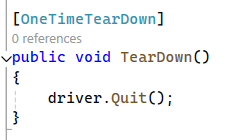 [OneTimeTearDown]
0 references
public void TearDown()
{
    driver.Quit();
}